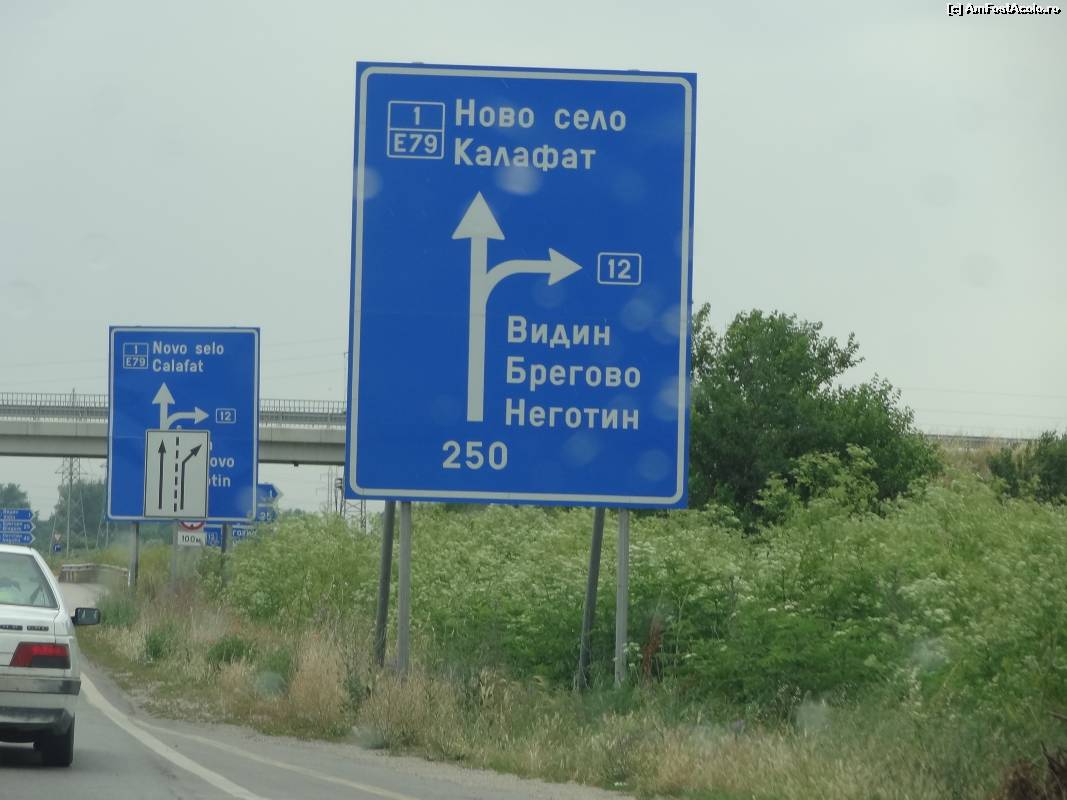 [c] AmFostAcolo.ro
1
E79
Ново село
Калафат
12
Видин
Брегово
Неготин
250
1
E79
Novo selo
Calafat
12
100м